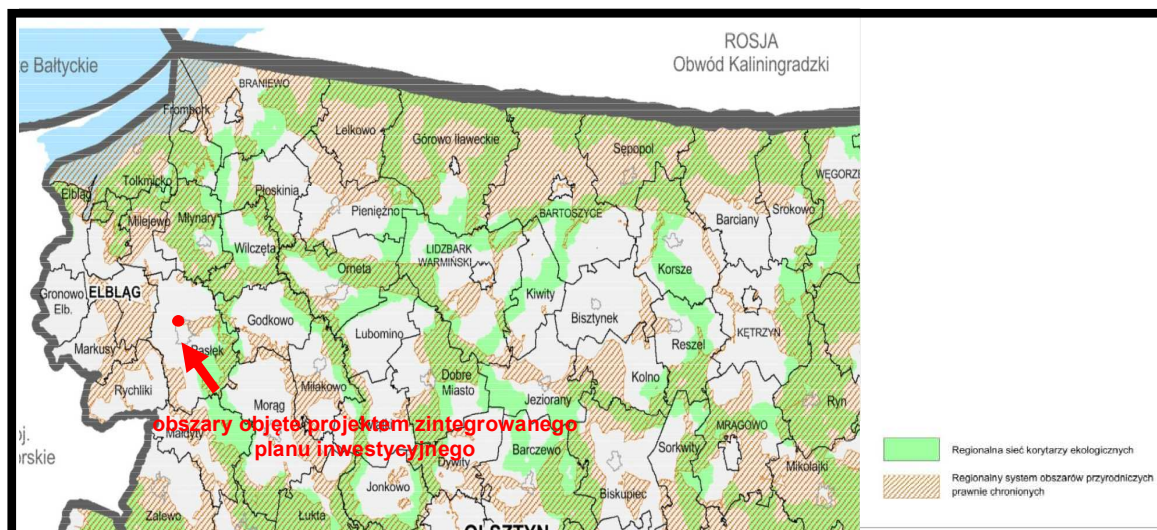 ROSJA
Obwód Kaliningradzki
e Bałtyckie
BRANIEWO
Frombork
Lelkowo
Górowo Iławeckie
Sępopol
WĘGORZE
Tolkmicko
Elbląg
Płoskinia
Milejewo
Młynary
Pieniężno
BARTOSZYCE
Barciany
Srokowo
Wilczęta
LIDZBARK
WARMIŃSKI
Orneta
Korsze
Gronowo
Elb.
ELBLĄG
Kiwity
Godkowo
Lubomino
Bisztynek
KĘTRZYN
Markusy
Pasłęk
Reszel
Rychliki
Miłakowo
Dobre
Miasto
Kolno
Jeziorany
Ryn
Morąg
obszary objęte projektem zintegrowanego
planu inwestycyjnego
Małdyty
MRĄGOWO
oj.
orskie
Barczewo
Sorkwity
Dywity
Mikołajki
Jonkowo
Biskupiec
Zalewo
Łukta
OLSZTYN
Regionalna sieć korytarzy ekologicznych
Regionalny system obszarów przyrodniczych
prawnie chronionych